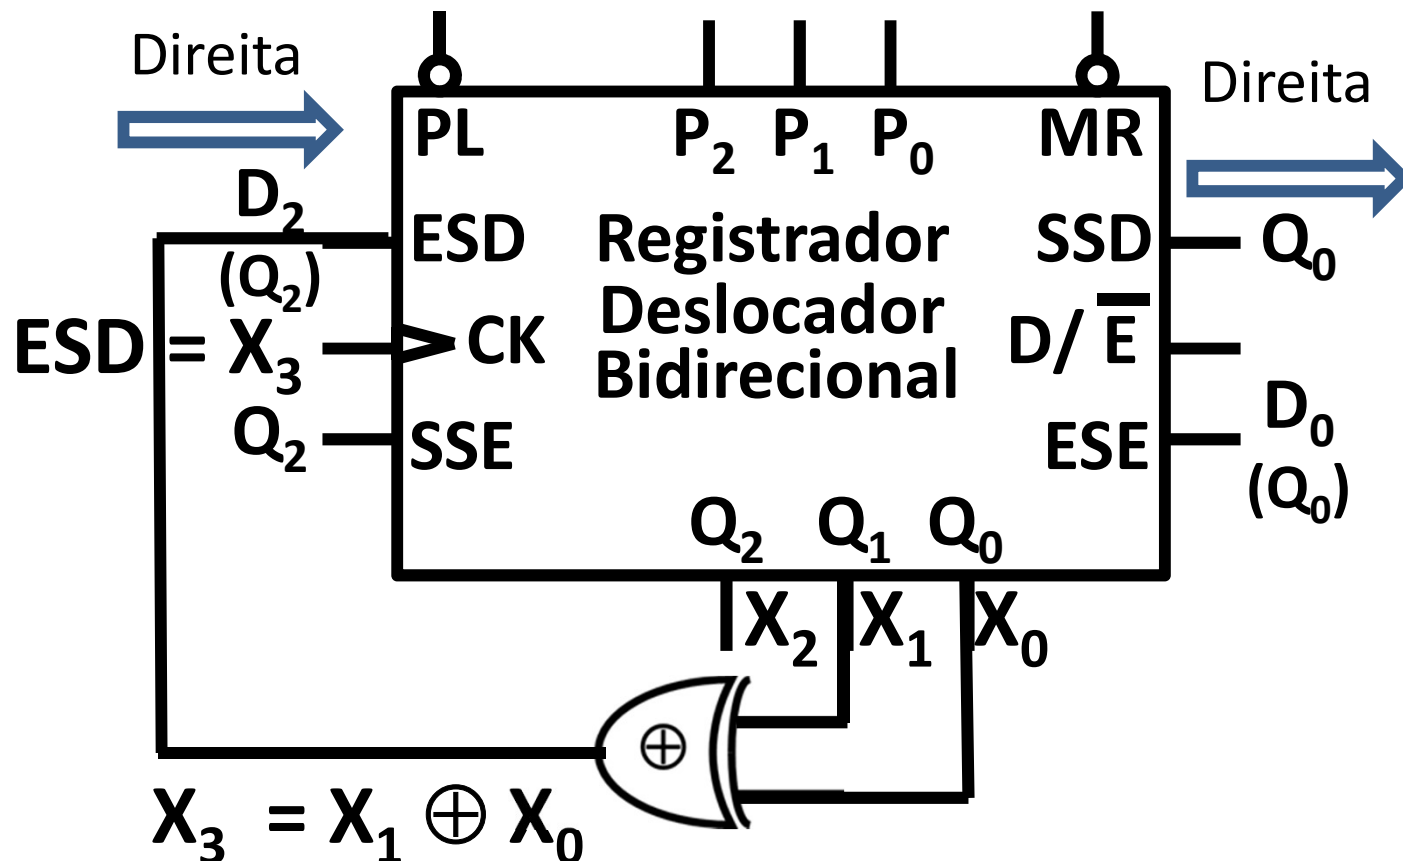 Direita
Direita
PL P₂ P₁ P₀ MR
D₂
ESD Registrador SSD Q₀
(Q₂)
Deslocador
ESD = X₃ CK D/ E̅
Bidirecional
D₀
Q₂ SSE ESE
(Q₀)
Q₂ Q₁ Q₀
X₂ X₁ X₀
⊕
X₃ = X₁ ⊕ X₀